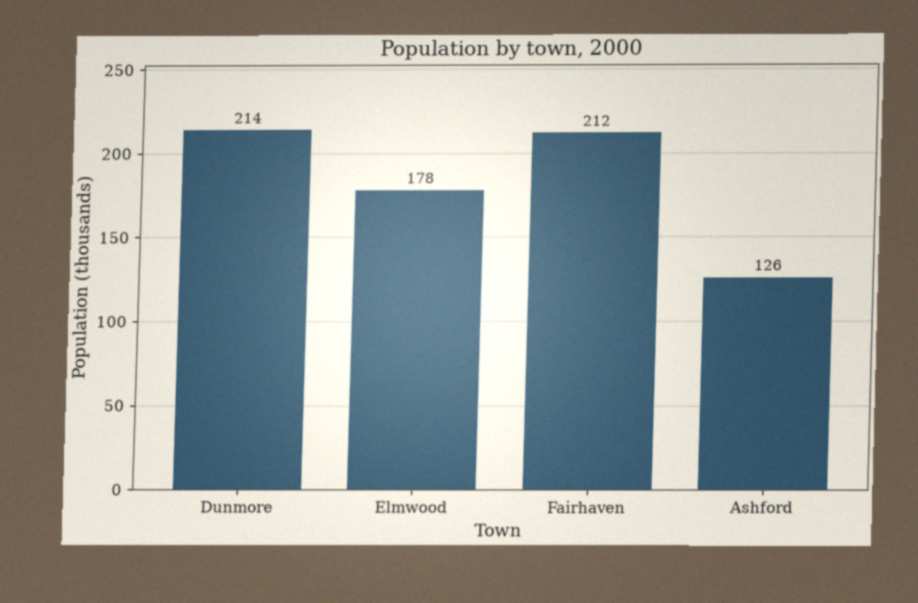 Population by town, 2000
250
200
150
100
50
0
Population (thousands)
214
178
212
126
Dunmore
Elmwood
Fairhaven
Ashford
Town